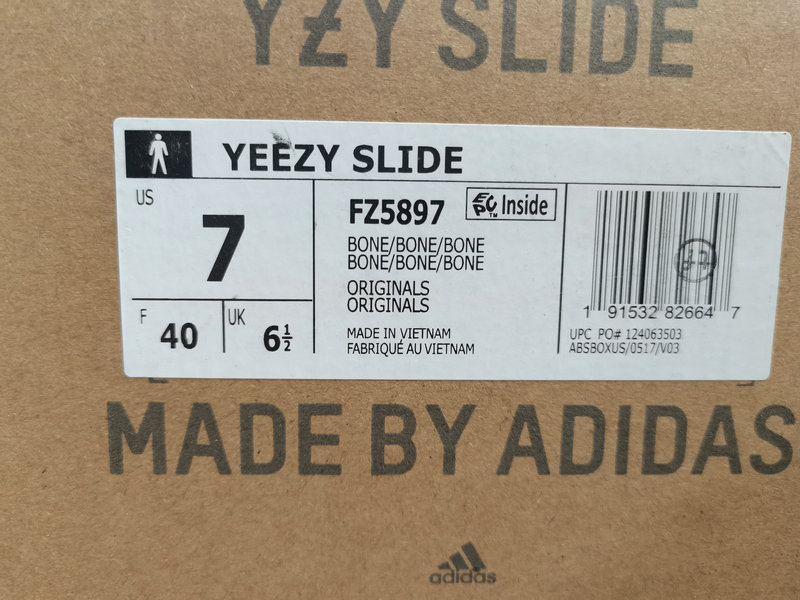 YZY SLIDE
YEEZY SLIDE
US
7
F
40
UK
6½
FZ5897
EPC™ Inside
BONE/BONE/BONE
BONE/BONE/BONE
ORIGINALS
ORIGINALS
MADE IN VIETNAM
FABRIQUÉ AU VIETNAM
1 91532 82664 7
UPC PO# 124063503
ABSBOXUS/0517/V03
MADE BY ADIDAS
adidas